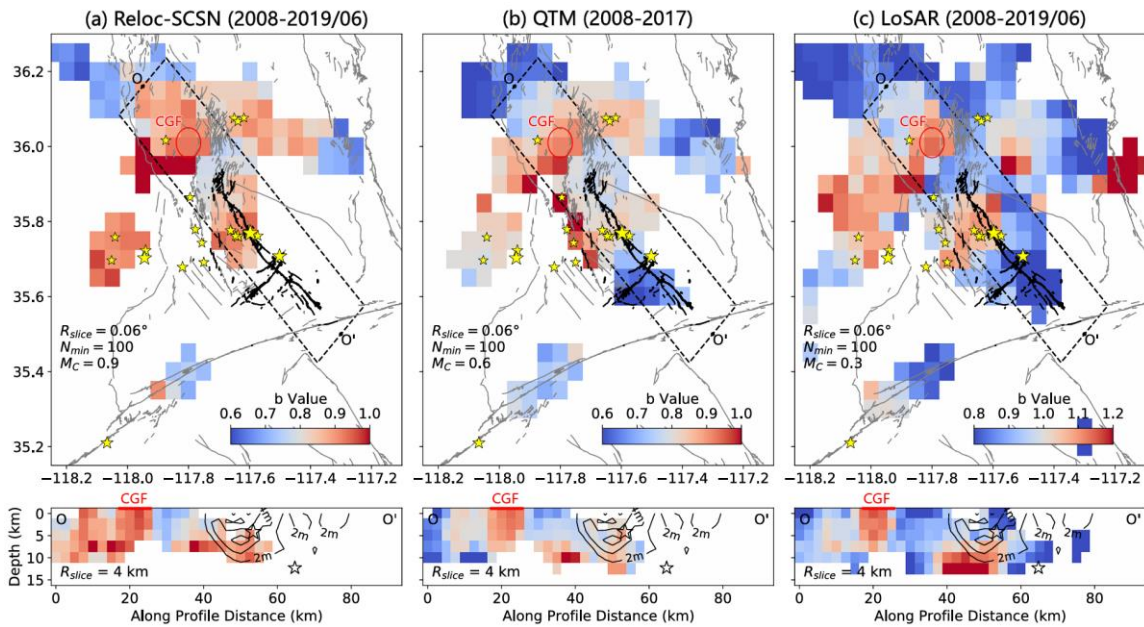 (a) Reloc-SCSN (2008-2019/06)
(b) QTM (2008-2017)
(c) LoSAR (2008-2019/06)
36.2
36.0
35.8
35.6
35.4
35.2
O
CGF
R_slice = 0.06°
N_min = 100
M_C = 0.9
O'
b Value
0.6 0.7 0.8 0.9 1.0
−118.2 −118.0 −117.8 −117.6 −117.4 −117.2
O
CGF
R_slice = 0.06°
N_min = 100
M_C = 0.6
O'
b Value
0.6 0.7 0.8 0.9 1.0
−118.2 −118.0 −117.8 −117.6 −117.4 −117.2
O
CGF
R_slice = 0.06°
N_min = 100
M_C = 0.3
O'
b Value
0.8 0.9 1.0 1.1 1.2
−118.2 −118.0 −117.8 −117.6 −117.4 −117.2
CGF
O O'
2m 2m
2m
Depth (km)
0
5
10
15
R_slice = 4 km
0 20 40 60 80
Along Profile Distance (km)
CGF
O O'
2m 2m
2m
R_slice = 4 km
0 20 40 60 80
Along Profile Distance (km)
CGF
O O'
2m 2m
2m
R_slice = 4 km
0 20 40 60 80
Along Profile Distance (km)